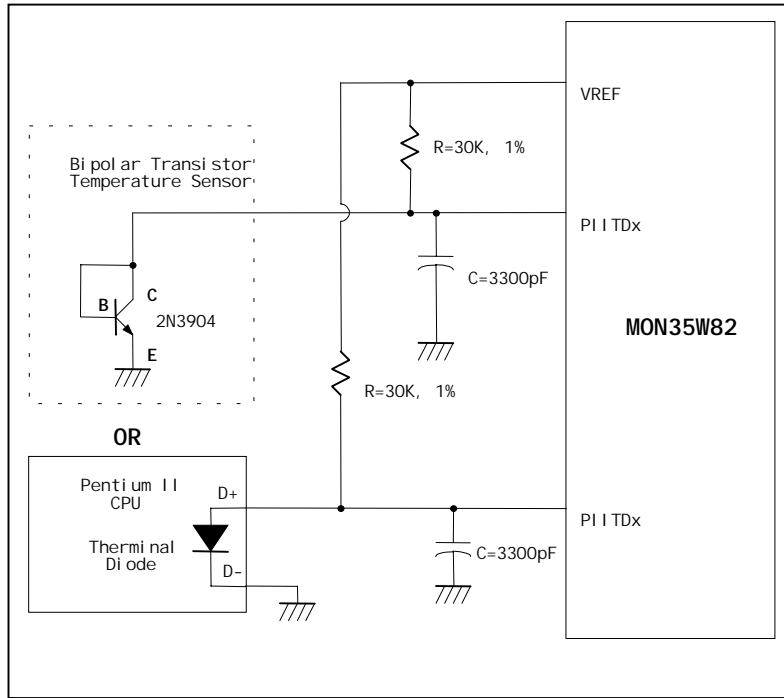 VREF
R=30K, 1%
Bipolar Transistor
Temperature Sensor
PIITDx
C=3300pF
B
C
2N3904
E
MON35W82
R=30K, 1%
OR
Pentium II
CPU
D+
PIITDx
Therminal
Diode
C=3300pF
D-